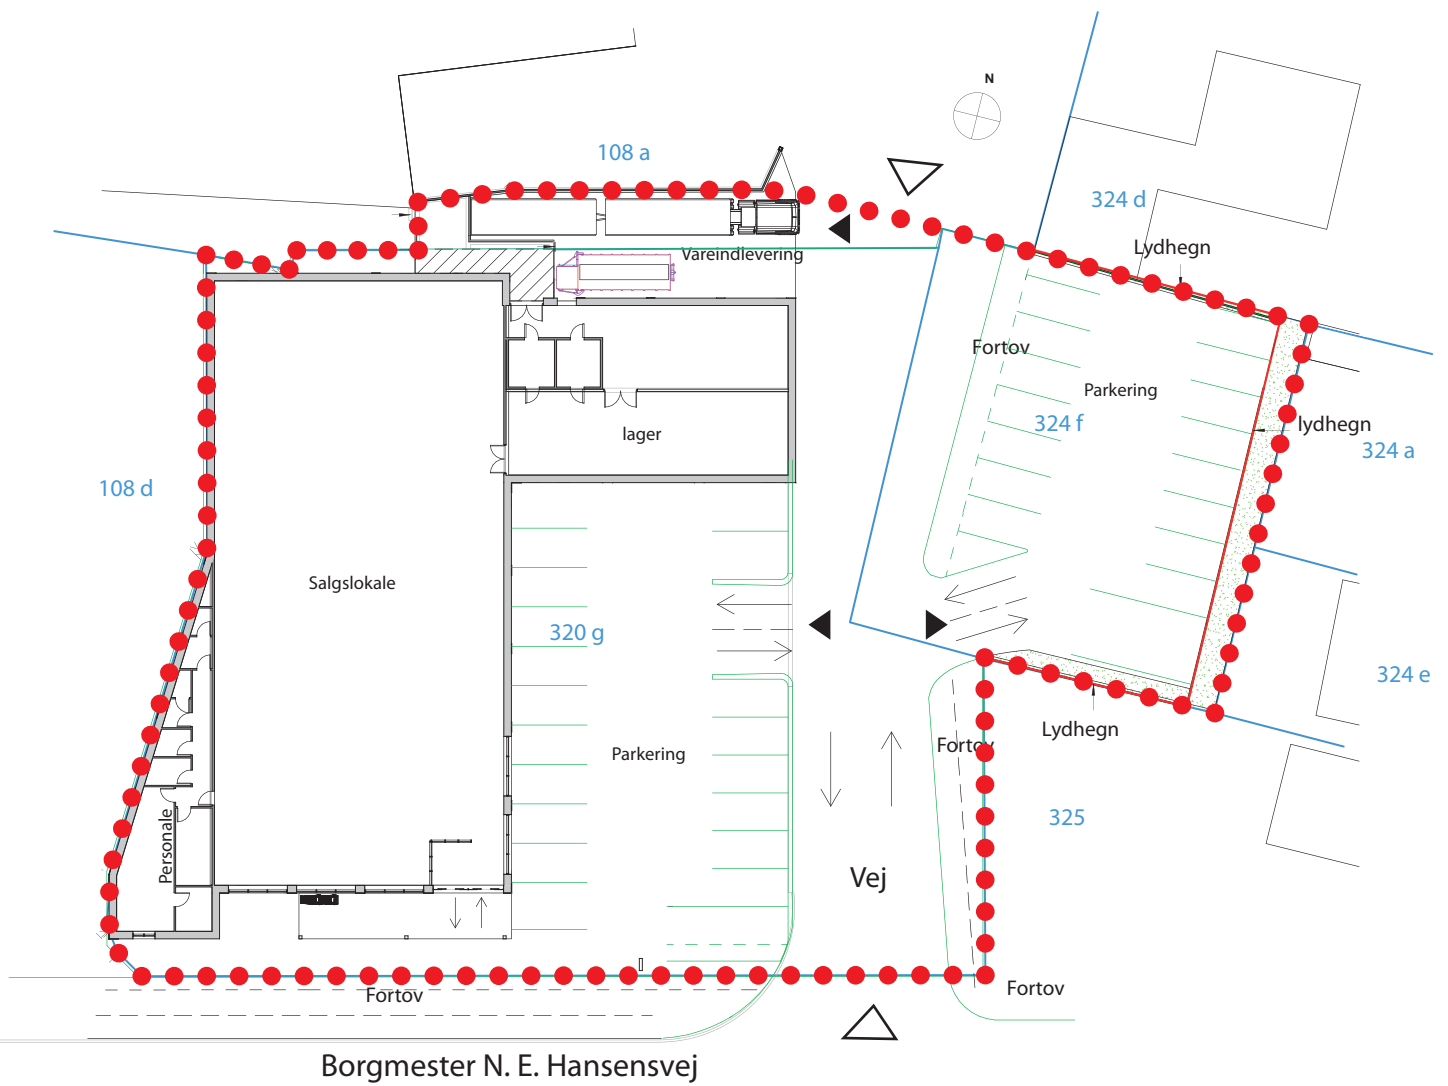 N
108 a
324 d
Lydhegn
Vareindlevering
Fortov
Parkering
324 f
lydhegn
lager
324 a
108 d
Salgslokale
320 g
324 e
Lydhegn
Fortov
Parkering
325
Personale
Vej
Fortov
Fortov
Borgmester N. E. Hansensvej